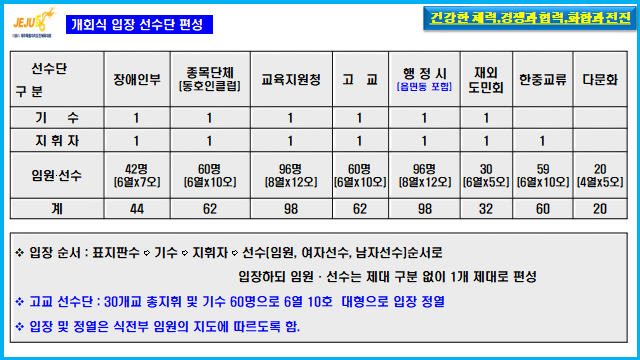 JEJU
개회식 입장 선수단 편성
건강한 체력,경쟁과 협력,화합과 전진
선수단 장애인부 종목단체 교육지원청 고 교 행 정 시 재외 한중교류 다문화
구 분 [동호인클럽] [읍면동 포함] 도민회
기 수 1 1 1 1 1 1
지 휘 자 1 1 1 1 1 1 1
임원·선수 42명 60명 96명 60명 96명 30 59 20
[6열x7오] [6열x10오] [8열x12오] [6열x10오] [8열x12오] [6열x5오] [6열x10오] [4열x5오]
계 44 62 98 62 98 32 60 20
❖ 입장 순서 : 표지판수 기수 지휘자 선수[임원, 여자선수, 남자선수]순서로
입장하되 임원 · 선수는 제대 구분 없이 1개 제대로 편성
❖ 고교 선수단 : 30개교 총지휘 및 기수 60명으로 6열 10호 대형으로 입장 정열
❖ 입장 및 정열은 식전부 임원의 지도에 따르도록 함.